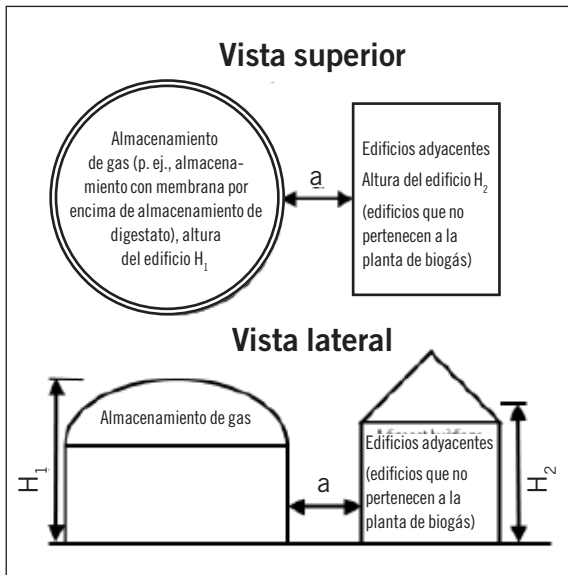 Vista superior
Almacenamiento
de gas (p. ej., almacena-
miento con membrana por
encima de almacenamiento de
digestato), altura
del edificio H₁
a
Edificios adyacentes
Altura del edificio H₂
(edificios que no
pertenecen a la
planta de biogás)
Vista lateral
H₁
Almacenamiento de gas
a
Edificios adyacentes
(edificios que no
pertenecen a la
planta de biogás)
H₂